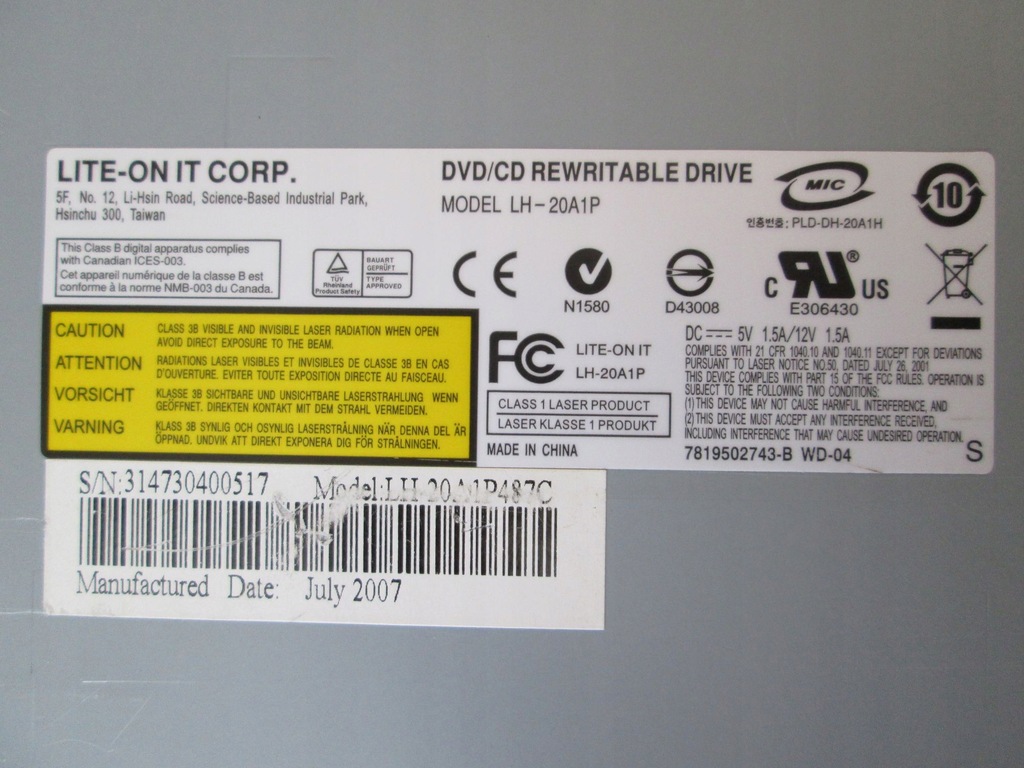 LITE-ON IT CORP.
5F, No. 12, Li-Hsin Road, Science-Based Industrial Park,
Hsinchu 300, Taiwan
DVD/CD REWRITABLE DRIVE
MODEL LH-20A1P
MIC
인증번호: PLD-DH-20A1H
10
This Class B digital apparatus complies
with Canadian ICES-003.
Cet appareil numérique de la classe B est
conforme à la norme NMB-003 du Canada.
TÜV
Rheinland
Product Safety
BAUART
GEPRÜFT
TYPE
APPROVED
CE
N1580
D43008
C RU® US
E306430
CAUTION CLASS 3B VISIBLE AND INVISIBLE LASER RADIATION WHEN OPEN
AVOID DIRECT EXPOSURE TO THE BEAM.
ATTENTION RADIATIONS LASER VISIBLES ET INVISIBLES DE CLASSE 3B EN CAS
D'OUVERTURE. EVITER TOUTE EXPOSITION DIRECTE AU FAISCEAU.
VORSICHT KLASSE 3B SICHTBARE UND UNSICHTBARE LASERSTRAHLUNG WENN
GEÖFFNET. DIREKTEN KONTAKT MIT DEM STRAHL VERMEIDEN.
VARNING KLASS 3B SYNLIG OCH OSYNLIG LASERSTRÅLNING NÄR DENNA DEL ÄR
ÖPPNAD. UNDVIK ATT DIREKT EXPONERA DIG FÖR STRÅLNINGEN.
FC
LITE-ON IT
LH-20A1P
CLASS 1 LASER PRODUCT
LASER KLASSE 1 PRODUKT
MADE IN CHINA
DC 5V 1.5A/12V 1.5A
COMPLIES WITH 21 CFR 1040.10 AND 1040.11 EXCEPT FOR DEVIATIONS
PURSUANT TO LASER NOTICE NO.50, DATED JULY 26, 2001
THIS DEVICE COMPLIES WITH PART 15 OF THE FCC RULES. OPERATION IS
SUBJECT TO THE FOLLOWING TWO CONDITIONS:
(1)THIS DEVICE MAY NOT CAUSE HARMFUL INTERFERENCE, AND
(2)THIS DEVICE MUST ACCEPT ANY INTERFERENCE RECEIVED,
INCLUDING INTERFERENCE THAT MAY CAUSE UNDESIRED OPERATION.
7819502743-B WD-04
S
S/N:314730400517 Model:LH-20A1P487C
Manufactured Date: July 2007